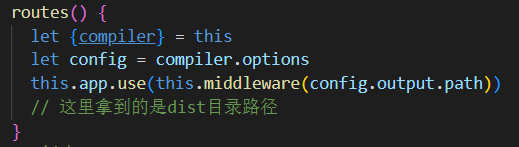 routes() {
let {compiler} = this
let config = compiler.options
this.app.use(this.middleware(config.output.path))
// 这里拿到的是dist目录路径
}